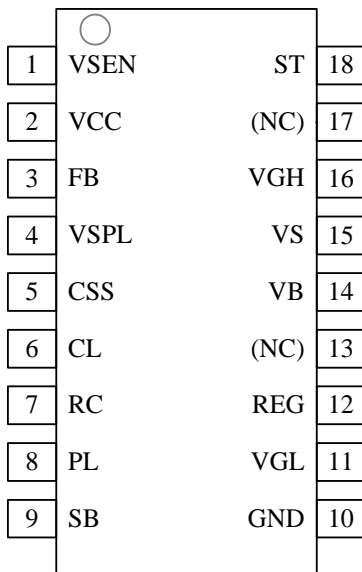 1 VSEN ST 18
2 VCC (NC) 17
3 FB VGH 16
4 VSPL VS 15
5 CSS VB 14
6 CL (NC) 13
7 RC REG 12
8 PL VGL 11
9 SB GND 10